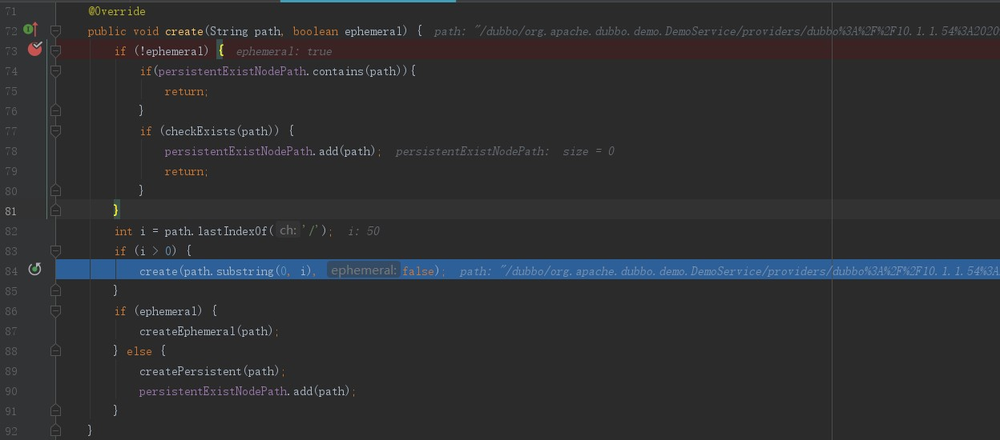 71 @Override
72 public void create(String path, boolean ephemeral) { path: "/dubbo/org.apache.dubbo.demo.DemoService/providers/dubbo%3A%2F%2F10.1.1.54%3A2020
73 if (!ephemeral) { ephemeral: true
74 if(persistentExistNodePath.contains(path)){
75 return;
76 }
77 if (checkExists(path)) {
78 persistentExistNodePath.add(path); persistentExistNodePath: size = 0
79 return;
80 }
81 }
82 int i = path.lastIndexOf( ch: '/'); i: 50
83 if (i > 0) {
84 create(path.substring(0, i), ephemeral: false); path: "/dubbo/org.apache.dubbo.demo.DemoService/providers/dubbo%3A%2F%2F10.1.1.54%3A
85 }
86 if (ephemeral) {
87 createEphemeral(path);
88 } else {
89 createPersistent(path);
90 persistentExistNodePath.add(path);
91 }
92 }